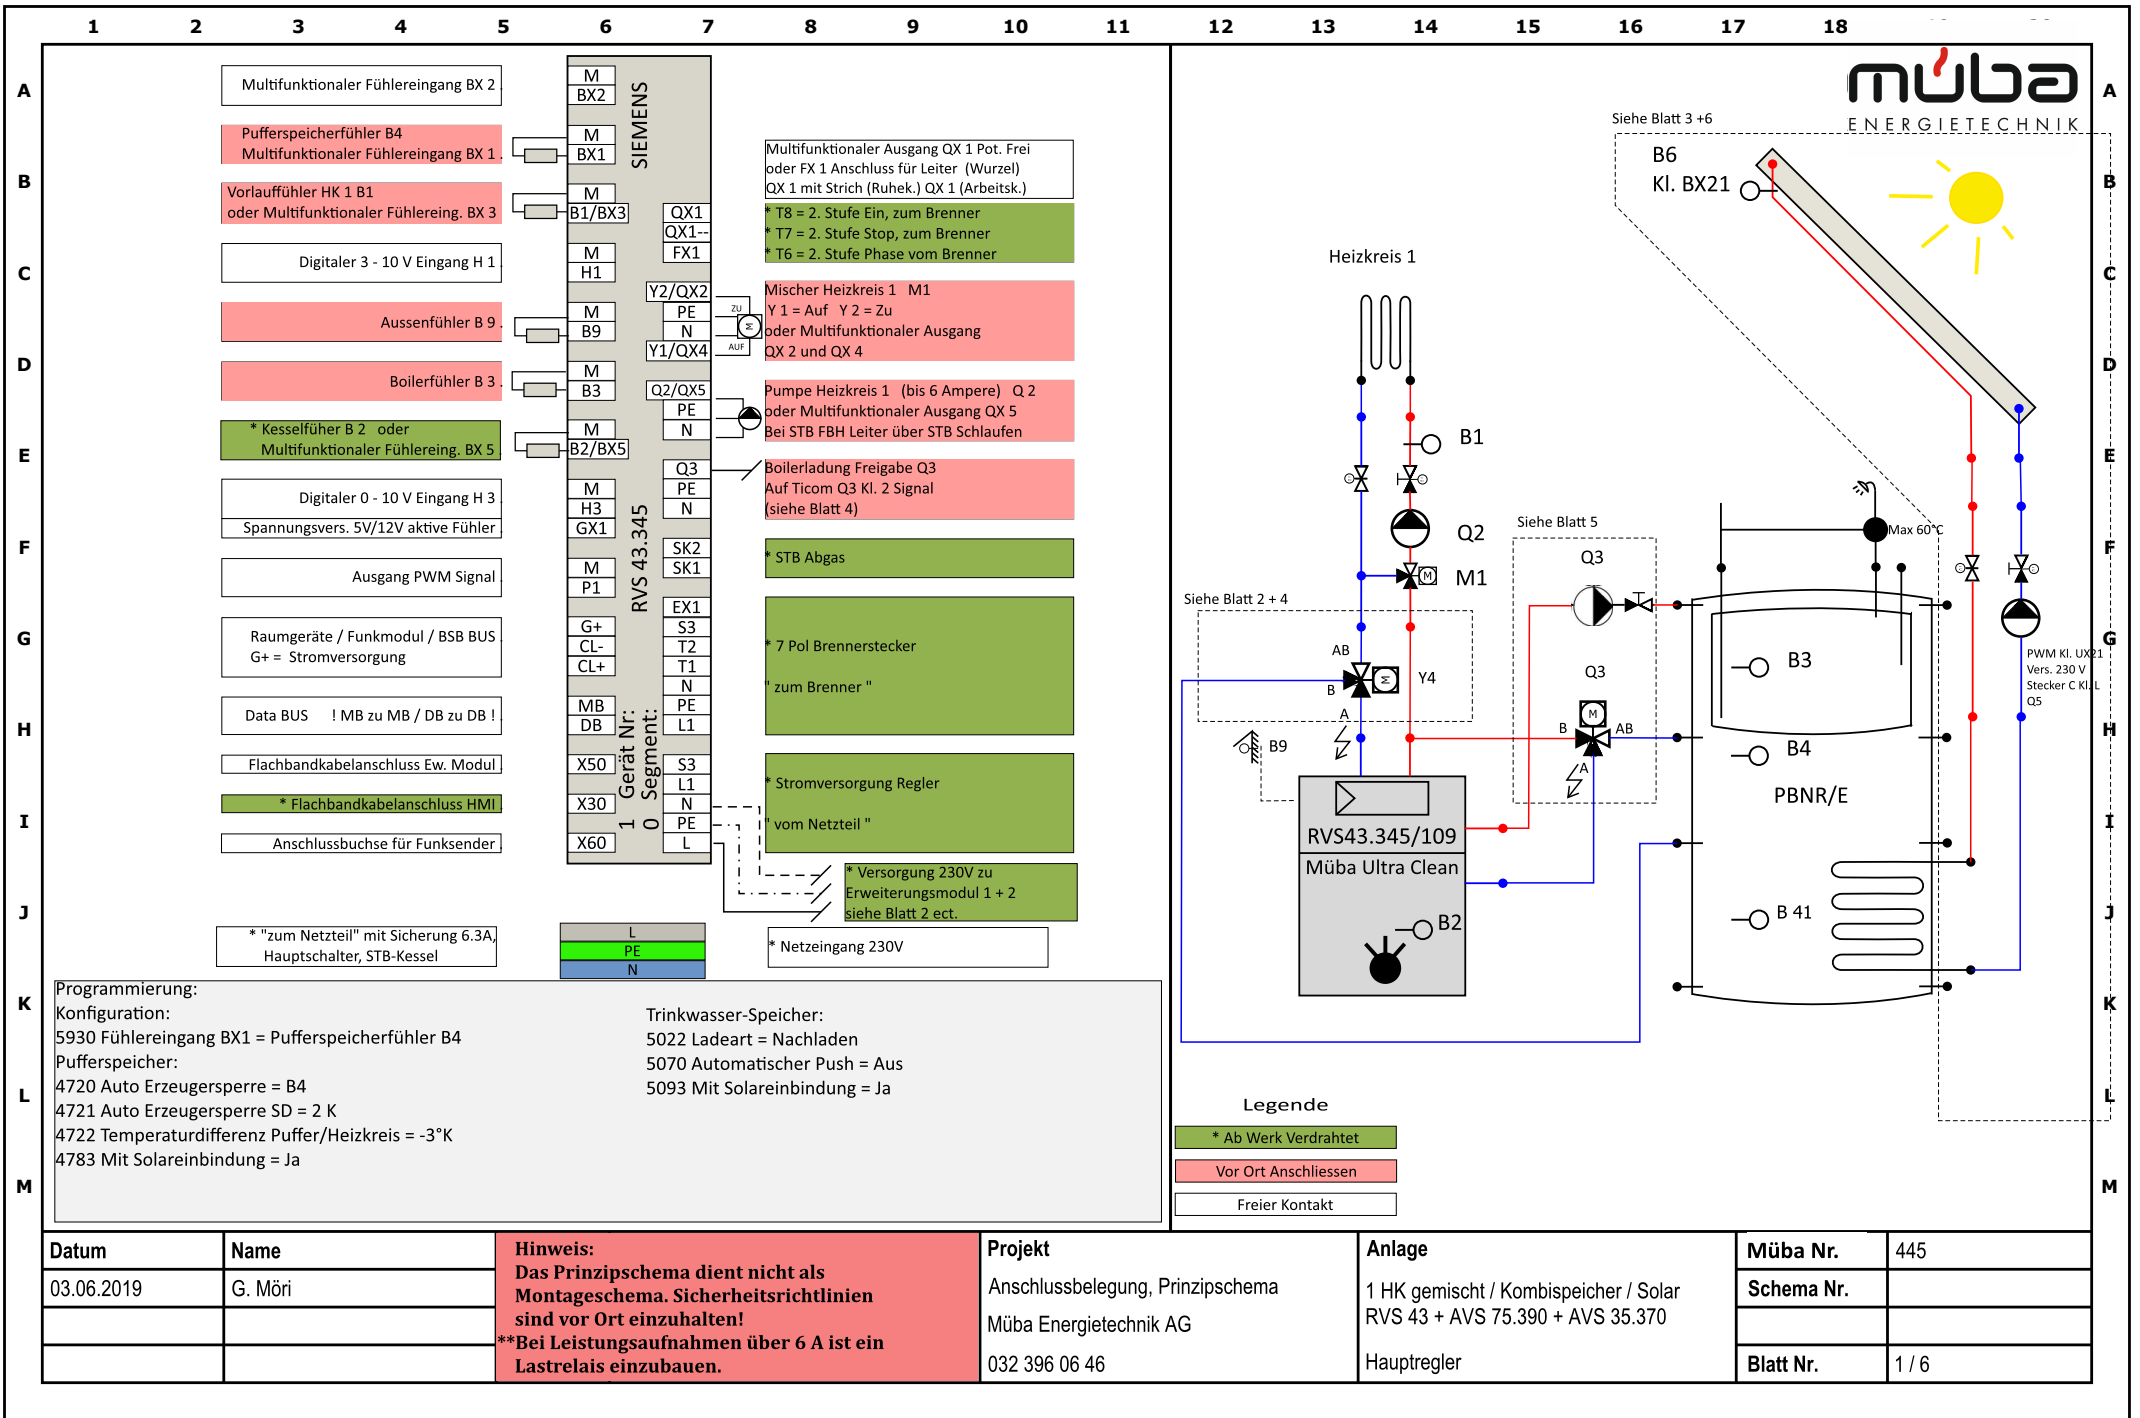 1 2 3 4 5 6 7 8 9 10 11 12 13 14 15 16 17 18
A
B
C
D
E
F
G
H
I
J
K
L
M
Multifunktionaler Fühlereingang BX 2 .
Pufferspeicherfühler B4
Multifunktionaler Fühlereingang BX 1 .
Vorlauffühler HK 1 B1
oder Multifunktionaler Fühlereing. BX 3
Digitaler 3 - 10 V Eingang H 1 .
Aussenfühler B 9 .
Boilerfühler B 3 .
* Kesselfüher B 2 oder
Multifunktionaler Fühlereing. BX 5 .
Digitaler 0 - 10 V Eingang H 3 .
Spannungsvers. 5V/12V aktive Fühler .
Ausgang PWM Signal .
Raumgeräte / Funkmodul / BSB BUS .
G+ = Stromversorgung
Data BUS ! MB zu MB / DB zu DB ! .
Flachbandkabelanschluss Ew. Modul .
* Flachbandkabelanschluss HMI .
Anschlussbuchse für Funksender .
* "zum Netzteil" mit Sicherung 6.3A,
Hauptschalter, STB-Kessel
M
BX2
M
BX1
M
B1/BX3
M
H1
M
B9
M
B3
M
B2/BX5
M
H3
GX1
M
P1
G+
CL-
CL+
MB
DB
X50
X30
X60
SIEMENS
RVS 43.345
Gerät Nr: 1
Segment: 0
QX1
QX1--
FX1
Y2/QX2
PE
N
Y1/QX4
Q2/QX5
PE
N
Q3
PE
N
SK2
SK1
EX1
S3
T2
T1
N
PE
L1
S3
L1
N
PE
L
L
PE
N
ZU
M
AUF
Multifunktionaler Ausgang QX 1 Pot. Frei
oder FX 1 Anschluss für Leiter (Wurzel)
QX 1 mit Strich (Ruhek.) QX 1 (Arbeitsk.)
* T8 = 2. Stufe Ein, zum Brenner
* T7 = 2. Stufe Stop, zum Brenner
* T6 = 2. Stufe Phase vom Brenner
Mischer Heizkreis 1 M1
Y 1 = Auf Y 2 = Zu
oder Multifunktionaler Ausgang
QX 2 und QX 4
Pumpe Heizkreis 1 (bis 6 Ampere) Q 2
oder Multifunktionaler Ausgang QX 5
Bei STB FBH Leiter über STB Schlaufen
Boilerladung Freigabe Q3
Auf Ticom Q3 Kl. 2 Signal
(siehe Blatt 4)
* STB Abgas
* 7 Pol Brennerstecker
" zum Brenner "
* Stromversorgung Regler
" vom Netzteil "
* Versorgung 230V zu
Erweiterungsmodul 1 + 2
siehe Blatt 2 ect.
* Netzeingang 230V
Programmierung:
Konfiguration:
5930 Fühlereingang BX1 = Pufferspeicherfühler B4
Pufferspeicher:
4720 Auto Erzeugersperre = B4
4721 Auto Erzeugersperre SD = 2 K
4722 Temperaturdifferenz Puffer/Heizkreis = -3°K
4783 Mit Solareinbindung = Ja
Trinkwasser-Speicher:
5022 Ladeart = Nachladen
5070 Automatischer Push = Aus
5093 Mit Solareinbindung = Ja
müba
ENERGIETECHNIK
Siehe Blatt 3 +6
B6
Kl. BX21
Heizkreis 1
B1
Q2
M
M1
Siehe Blatt 5
Q3
Max 60°C
Siehe Blatt 2 + 4
AB
M
Y4
B
A
Q3
M
B
AB
A
B9
B3
B4
PBNR/E
B 41
PWM Kl. UX21
Vers. 230 V
Stecker C Kl. L
Q5
RVS43.345/109
Müba Ultra Clean
B2
Legende
* Ab Werk Verdrahtet
Vor Ort Anschliessen
Freier Kontakt
A
B
C
D
E
F
G
H
I
J
K
L
M
Datum
Name
03.06.2019
G. Möri
Hinweis:
Das Prinzipschema dient nicht als
Montageschema. Sicherheitsrichtlinien
sind vor Ort einzuhalten!
**Bei Leistungsaufnahmen über 6 A ist ein
Lastrelais einzubauen.
Projekt
Anschlussbelegung, Prinzipschema
Müba Energietechnik AG
032 396 06 46
Anlage
1 HK gemischt / Kombispeicher / Solar
RVS 43 + AVS 75.390 + AVS 35.370
Hauptregler
Müba Nr.
445
Schema Nr.
Blatt Nr.
1 / 6